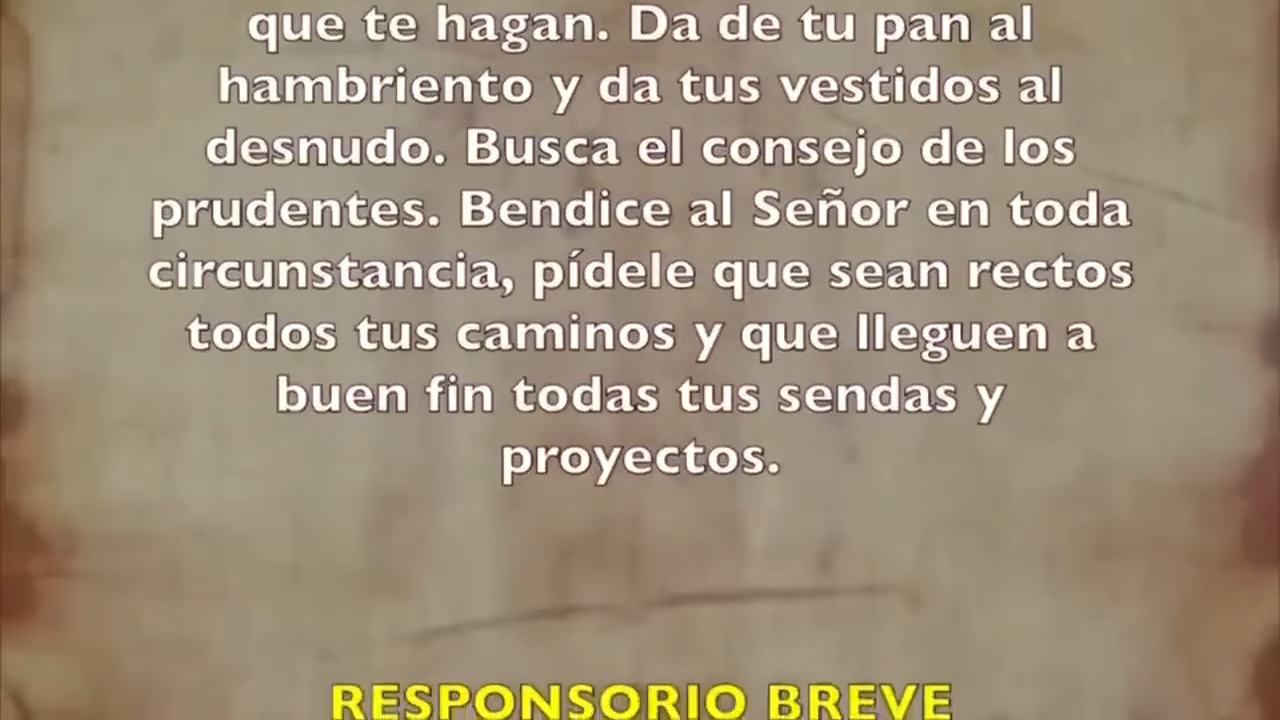 que te hagan. Da de tu pan al
hambriento y da tus vestidos al
desnudo. Busca el consejo de los
prudentes. Bendice al Señor en toda
circunstancia, pídele que sean rectos
todos tus caminos y que lleguen a
buen fin todas tus sendas y
proyectos.
RESPONSORIO BREVE